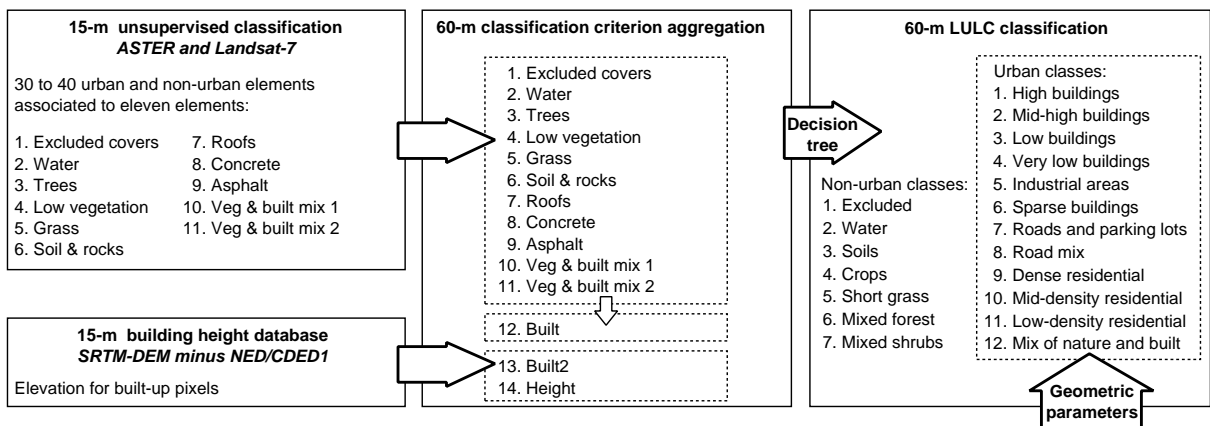 15-m unsupervised classification
ASTER and Landsat-7
30 to 40 urban and non-urban elements
associated to eleven elements:
1. Excluded covers
2. Water
3. Trees
4. Low vegetation
5. Grass
6. Soil & rocks
7. Roofs
8. Concrete
9. Asphalt
10. Veg & built mix 1
11. Veg & built mix 2
15-m building height database
SRTM-DEM minus NED/CDED1
Elevation for built-up pixels
60-m classification criterion aggregation
1. Excluded covers
2. Water
3. Trees
4. Low vegetation
5. Grass
6. Soil & rocks
7. Roofs
8. Concrete
9. Asphalt
10. Veg & built mix 1
11. Veg & built mix 2
12. Built
13. Built2
14. Height
Decision
tree
60-m LULC classification
Non-urban classes:
1. Excluded
2. Water
3. Soils
4. Crops
5. Short grass
6. Mixed forest
7. Mixed shrubs
Urban classes:
1. High buildings
2. Mid-high buildings
3. Low buildings
4. Very low buildings
5. Industrial areas
6. Sparse buildings
7. Roads and parking lots
8. Road mix
9. Dense residential
10. Mid-density residential
11. Low-density residential
12. Mix of nature and built
Geometric
parameters